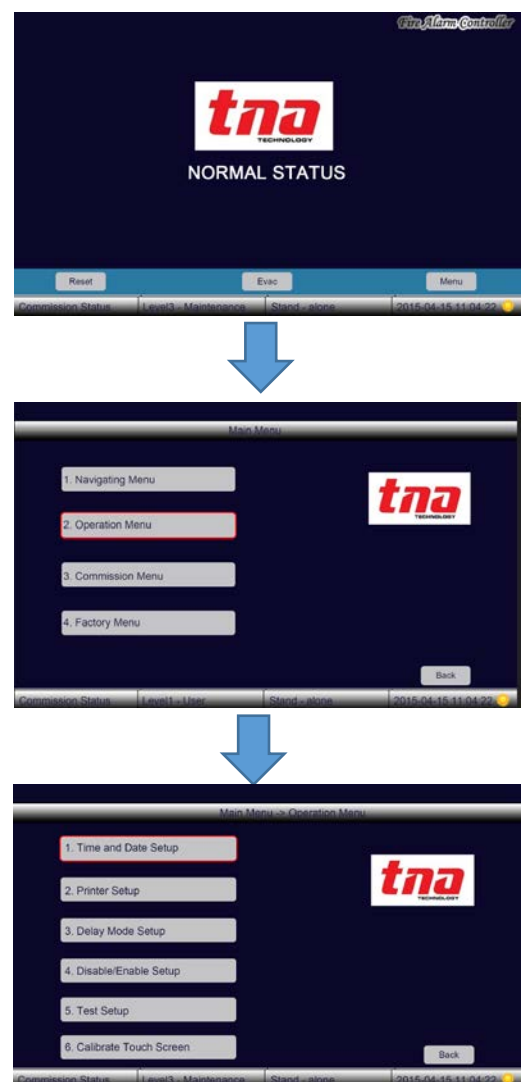 Fire Alarm Controller
tna
TECHNOLOGY
NORMAL STATUS
Reset Evac Menu
Commission Status Level3 - Maintenance Stand - alone 2015-04-15 11:04:22
Main Menu
1. Navigating Menu
tna
TECHNOLOGY
2. Operation Menu
3. Commission Menu
4. Factory Menu
Back
Commission Status Level1 - User Stand - alone 2015-04-15 11:04:22
Main Menu -> Operation Menu
1. Time and Date Setup
tna
TECHNOLOGY
2. Printer Setup
3. Delay Mode Setup
4. Disable/Enable Setup
5. Test Setup
6. Calibrate Touch Screen
Back
Commission Status Level3 - Maintenance Stand - alone 2015-04-15 11:04:22